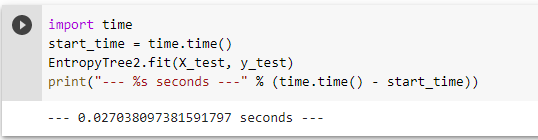 import time
start_time = time.time()
EntropyTree2.fit(X_test, y_test)
print("--- %s seconds ---" % (time.time() - start_time))
--- 0.027038097381591797 seconds ---